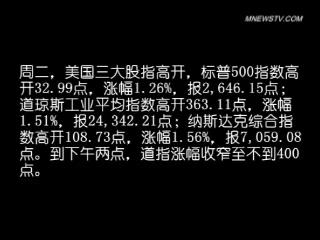 MNEWSTV.COM
周二，美国三大股指高开，标普500指数高
开32.99点，涨幅1.26%，报2,646.15点；
道琼斯工业平均指数高开363.11点，涨幅
1.51%，报24,342.21点；纳斯达克综合指
数高开108.73点，涨幅1.56%，报7,059.08
点。到下午两点，道指涨幅收窄至不到400
点。